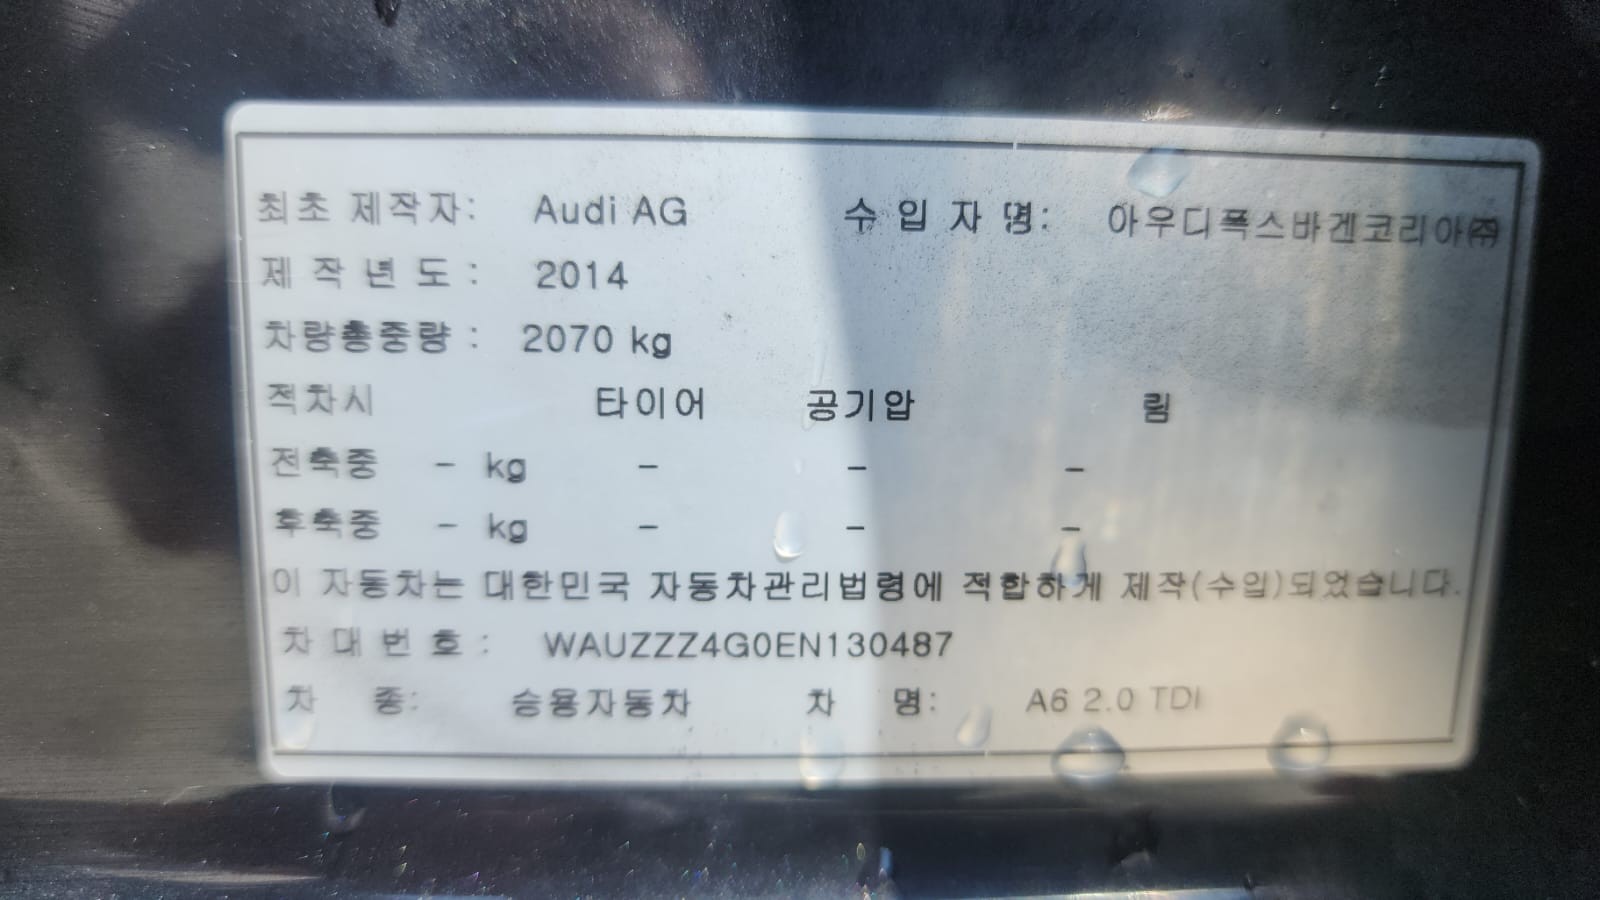 최초 제작자: Audi AG 수 입 자 명: 아우디폭스바겐코리아㈜
제 작 년 도 : 2014
차량총중량 : 2070 kg
적차시 타이어 공기압 림
전축중 - kg - - -
후축중 - kg - - -
이 자동차는 대한민국 자동차관리법령에 적합하게 제작(수입)되었습니다.
차 대 번 호 : WAUZZZ4G0EN130487
차 종: 승용자동차 차 명: A6 2.0 TDI